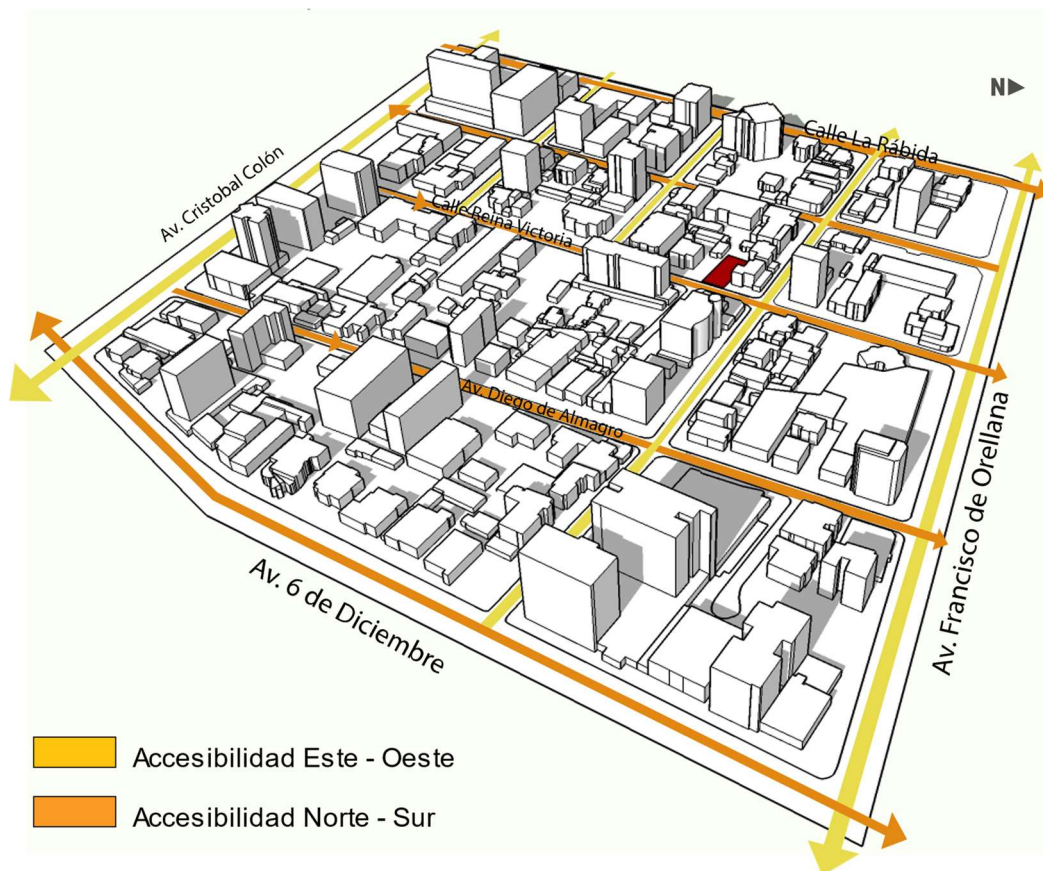 N
Calle La Rábida
Av. Cristobal Colón
Calle Reina Victoria
Av. Diego de Almagro
Av. Francisco de Orellana
Av. 6 de Diciembre
Accesibilidad Este - Oeste
Accesibilidad Norte - Sur